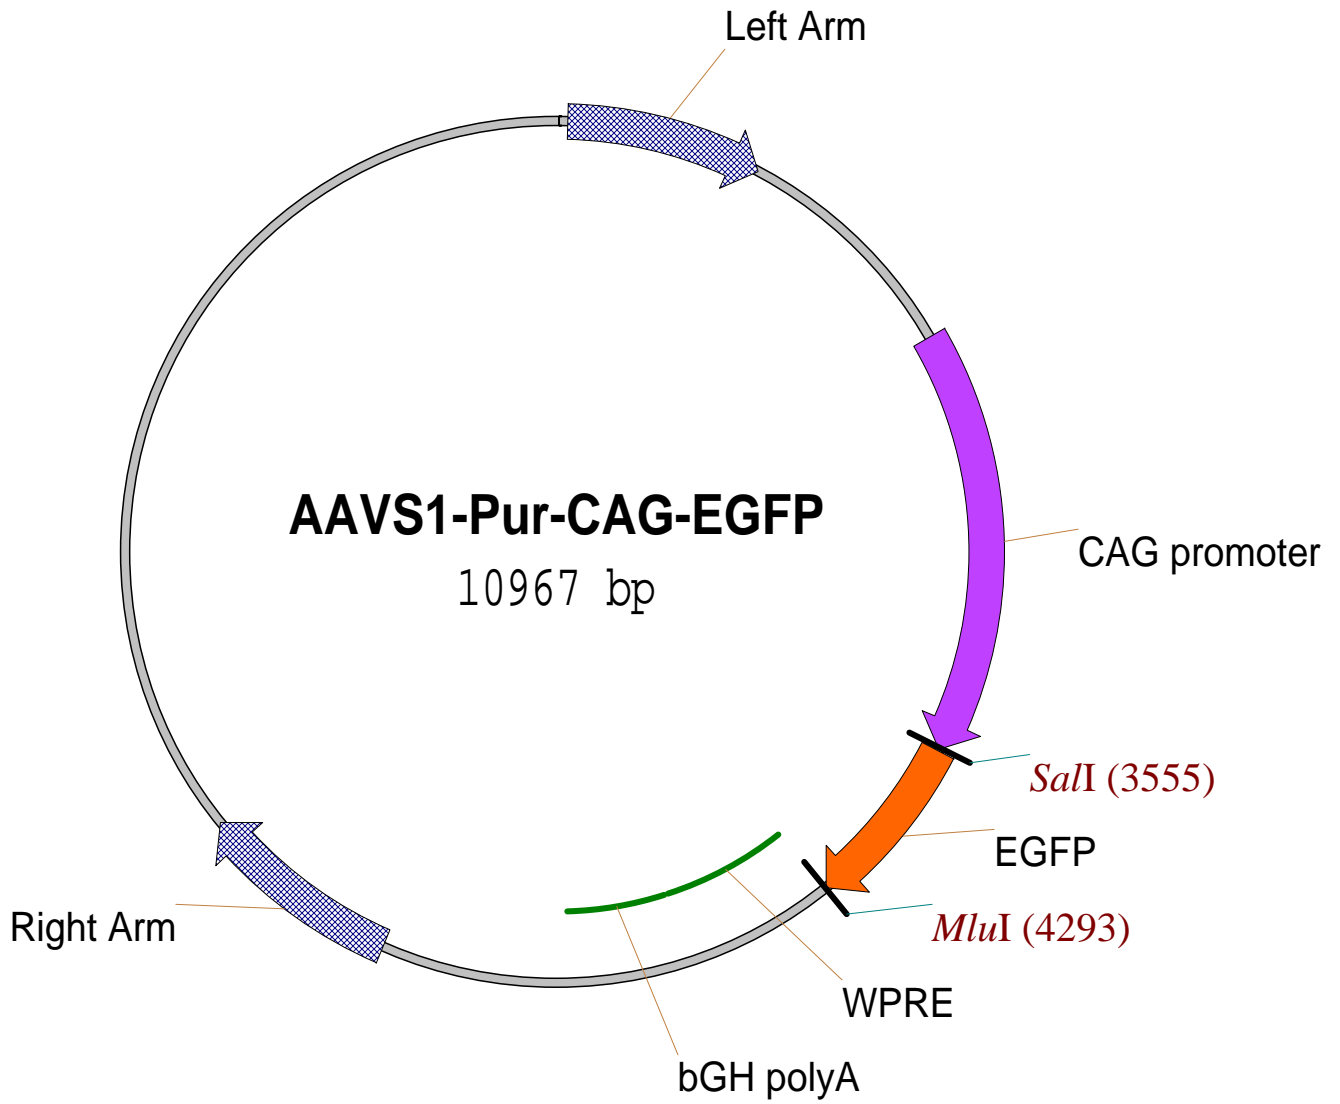 Left Arm
AAVS1-Pur-CAG-EGFP
10967 bp
CAG promoter
SalI (3555)
EGFP
Right Arm
MluI (4293)
WPRE
bGH polyA